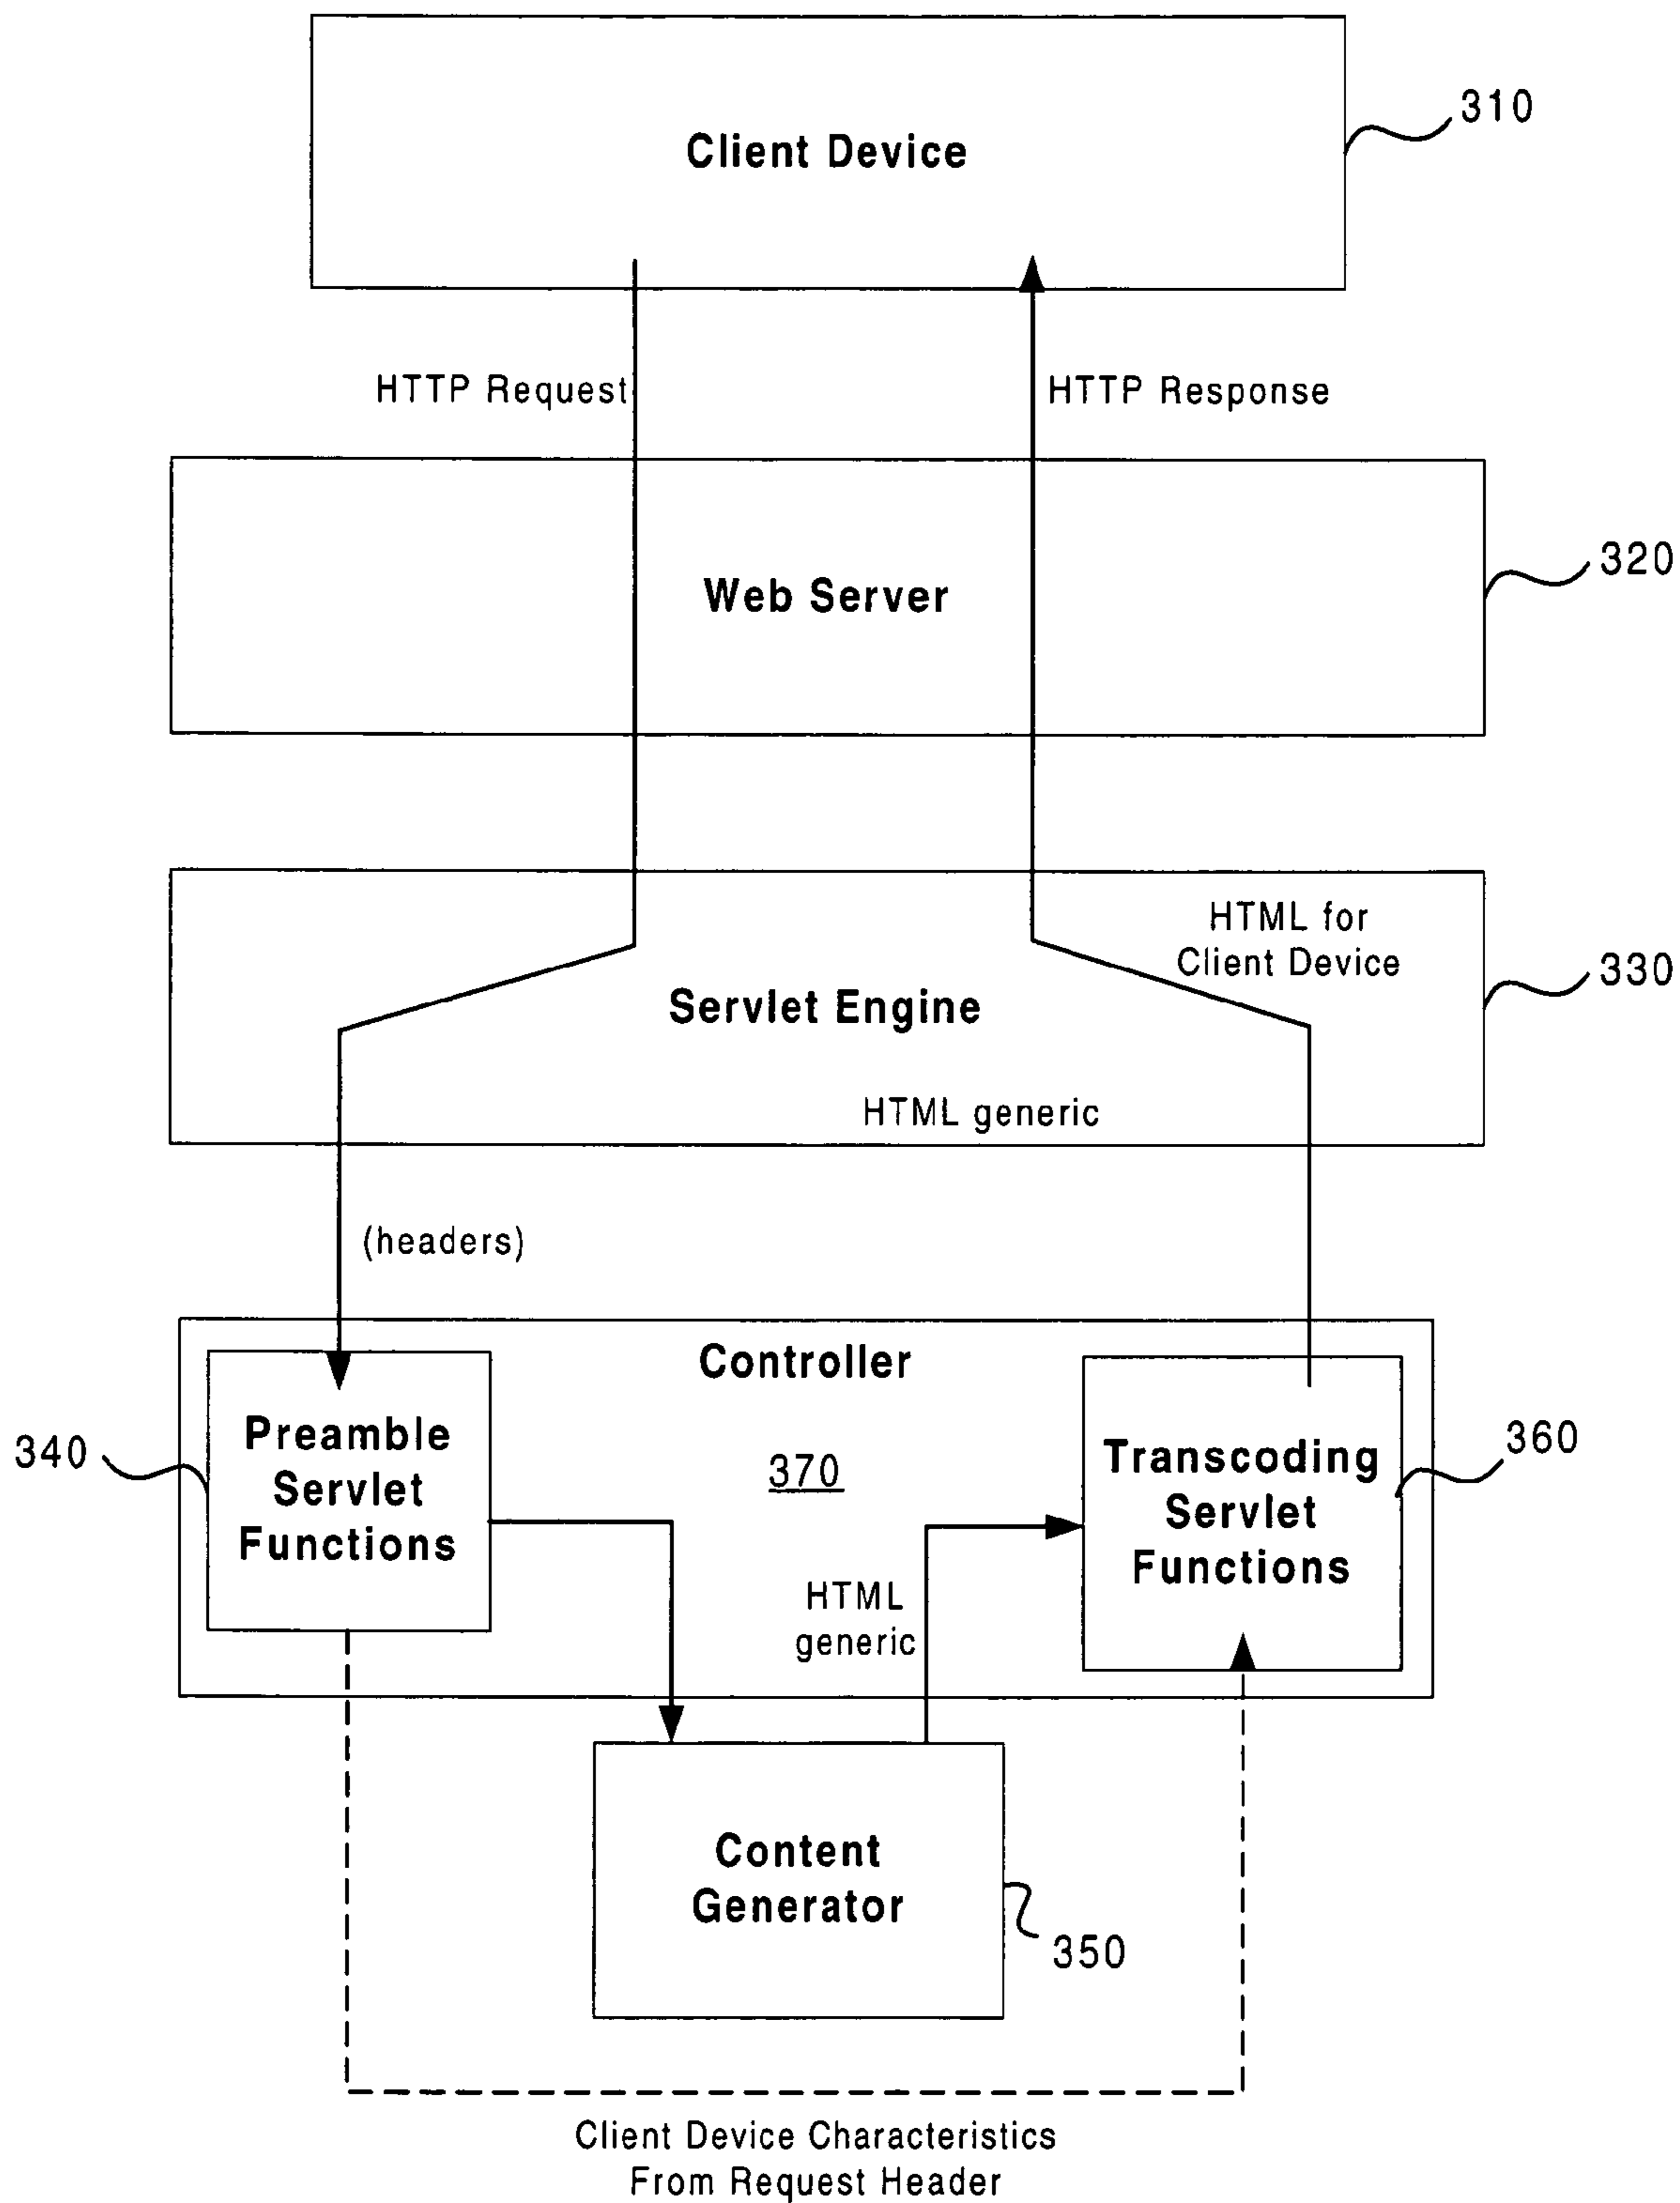 310
Client Device
HTTP Request
HTTP Response
320
Web Server
HTML for
Client Device
330
Servlet Engine
HTML generic
(headers)
Controller
370
340
Preamble
Servlet
Functions
360
Transcoding
Servlet
Functions
HTML
generic
Content
Generator
350
Client Device Characteristics
From Request Header